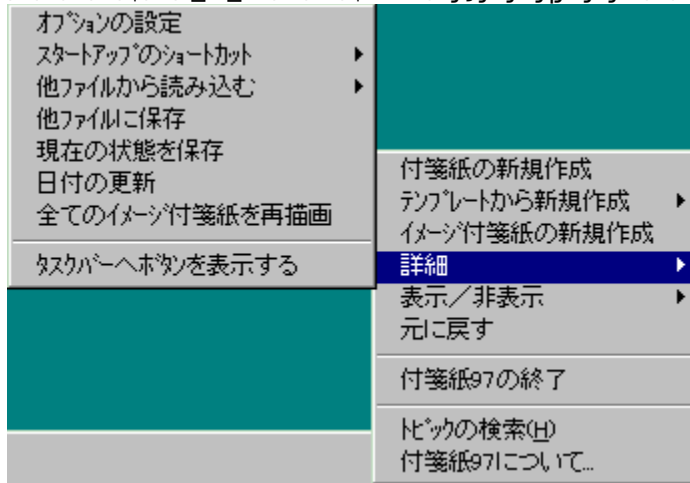 オプションの設定
スタートアップのショートカット
他ファイルから読み込む
他ファイルに保存
現在の状態を保存
日付の更新
全てのイメージ付箋紙を再描画
タスクバーへボタンを表示する
付箋紙の新規作成
テンプレートから新規作成
イメージ付箋紙の新規作成
詳細
表示／非表示
元に戻す
付箋紙97の終了
トピックの検索(H)
付箋紙97について...